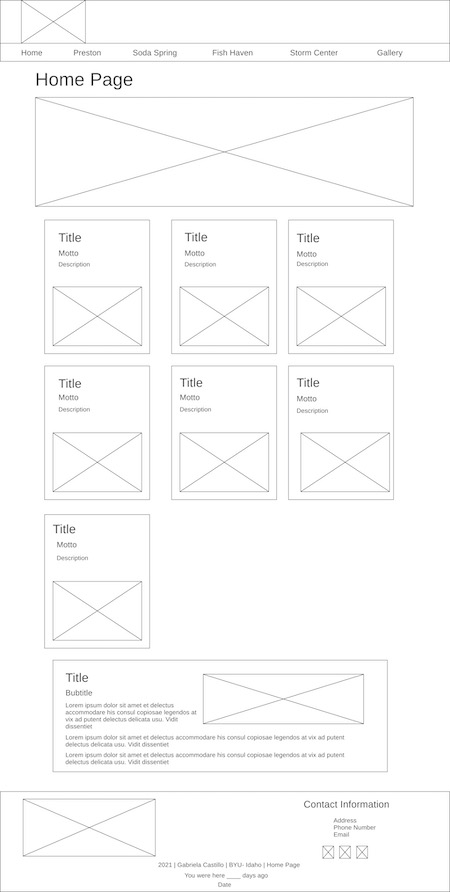 Home Preston Soda Spring Fish Haven Storm Center Gallery
Home Page
Title Title Title
Motto Motto Motto
Description Description Description
Title Title Title
Motto Motto Motto
Description Description Description
Title
Motto
Description
Title
Bubtitle
Lorem ipsum dolor sit amet et delectus
accommodare his consul copiosae legendos at
vix ad putent delectus delicata usu. Vidit
dissentiet
Lorem ipsum dolor sit amet et delectus accommodare his consul copiosae legendos at vix ad putent
delectus delicata usu. Vidit dissentiet
Lorem ipsum dolor sit amet et delectus accommodare his consul copiosae legendos at vix ad putent
delectus delicata usu. Vidit dissentiet
Contact Information
Address
Phone Number
Email
2021 | Gabriela Castillo | BYU- Idaho | Home Page
You were here ____ days ago
Date